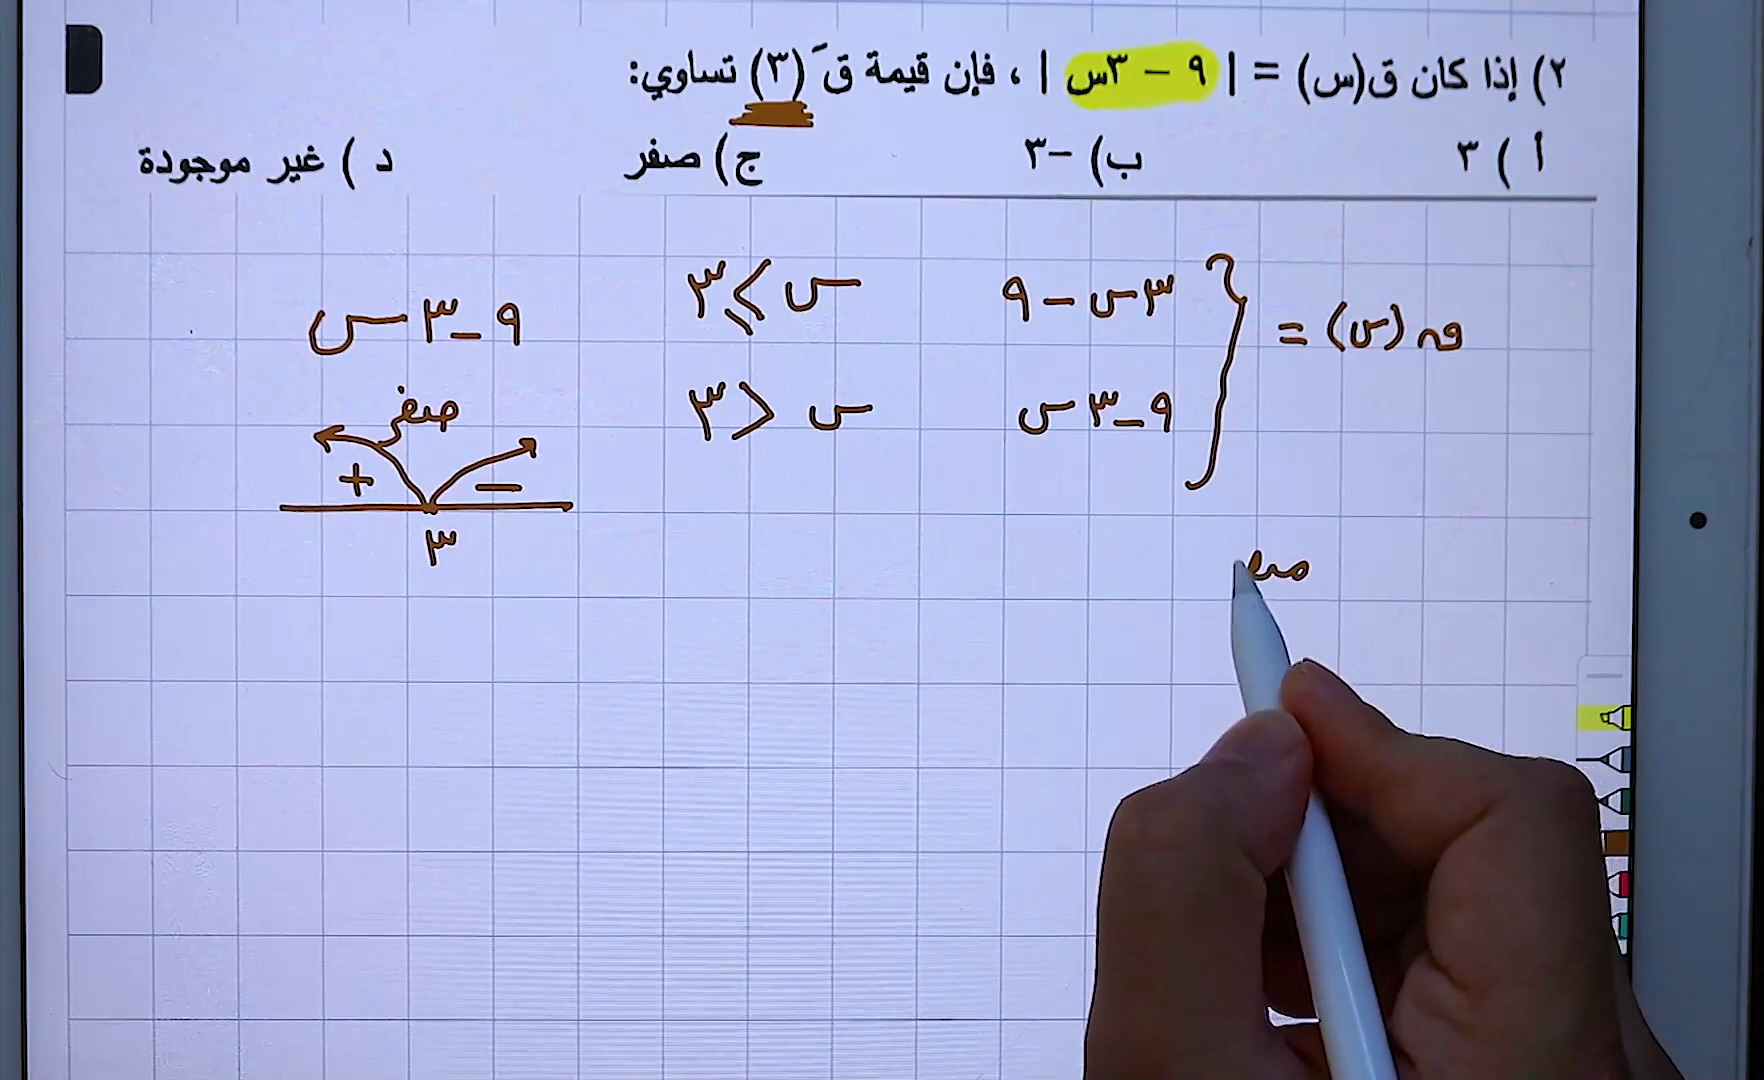 ٢) إذا كان ق(س) = | ٩ – ٣س | ، فإن قيمة قَ (٣) تساوي:
أ ) ٣ ب) –٣ ج) صفر د ) غير موجودة
ق (س) = { ٣س – ٩ س ⩾ ٣
٩ – ٣س س < ٣
٩ – ٣س
صفر
+ –
٣